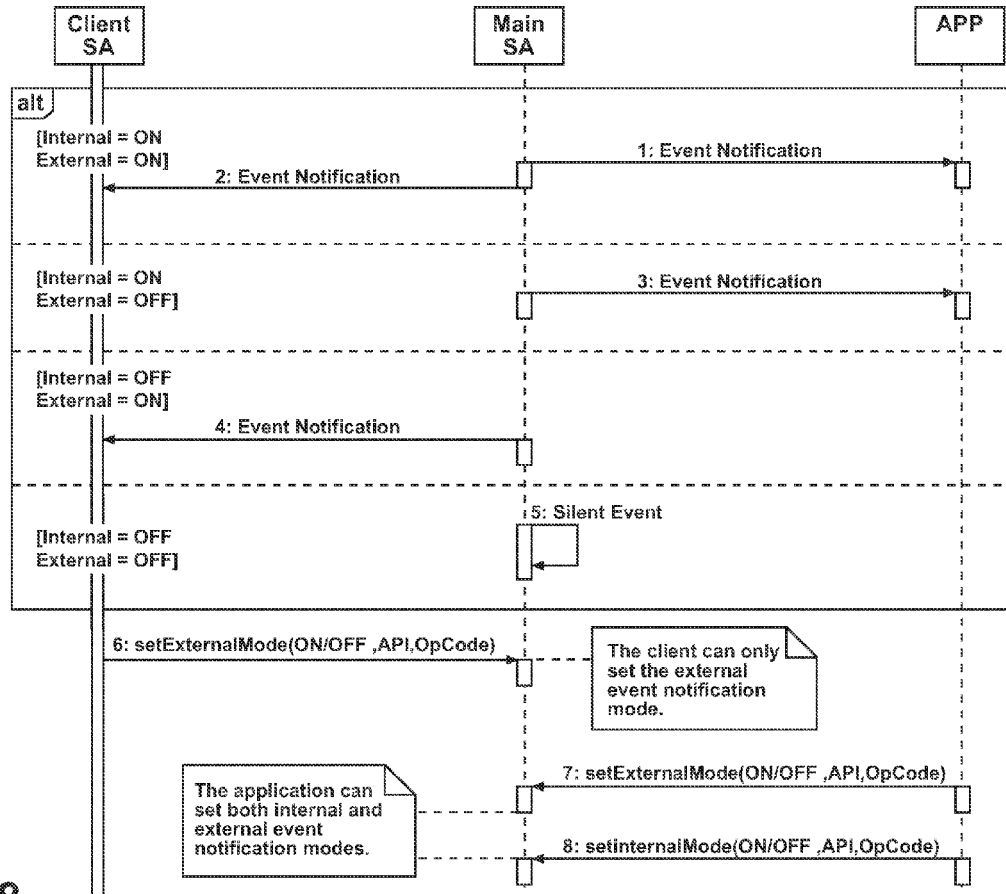 Client
SA
Main
SA
APP
alt
[Internal = ON
External = ON]
1: Event Notification
2: Event Notification
[Internal = ON
External = OFF]
3: Event Notification
[Internal = OFF
External = ON]
4: Event Notification
5: Silent Event
[Internal = OFF
External = OFF]
6: setExternalMode(ON/OFF ,API,OpCode)
The client can only
set the external
event notification
mode.
7: setExternalMode(ON/OFF ,API,OpCode)
The application can
set both internal and
external event
notification modes.
8: setinternalMode(ON/OFF ,API,OpCode)